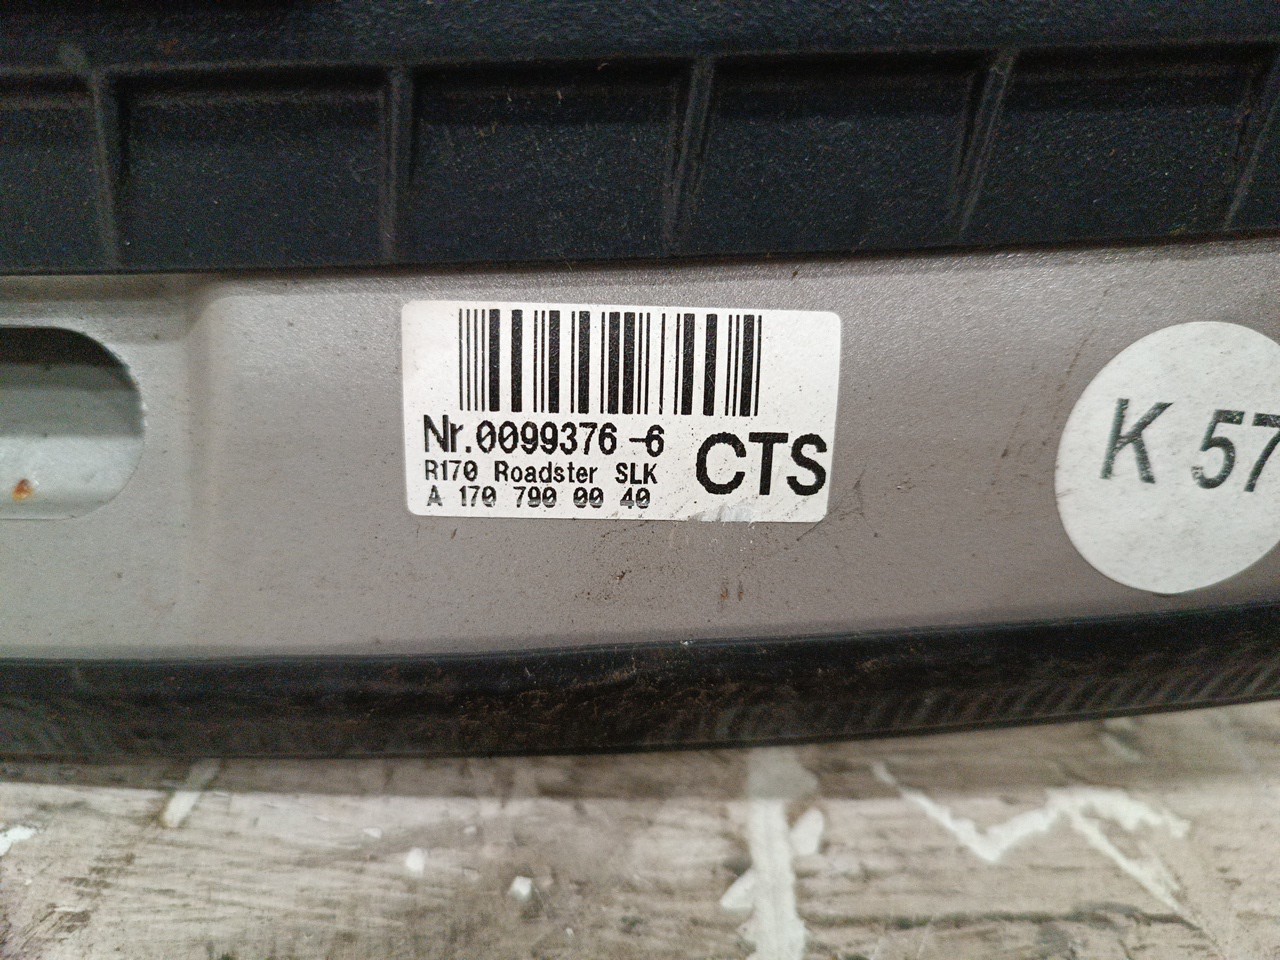 Nr.0099376-6
R170 Roadster SLK
A 170 790 00 40
CTS
K 57